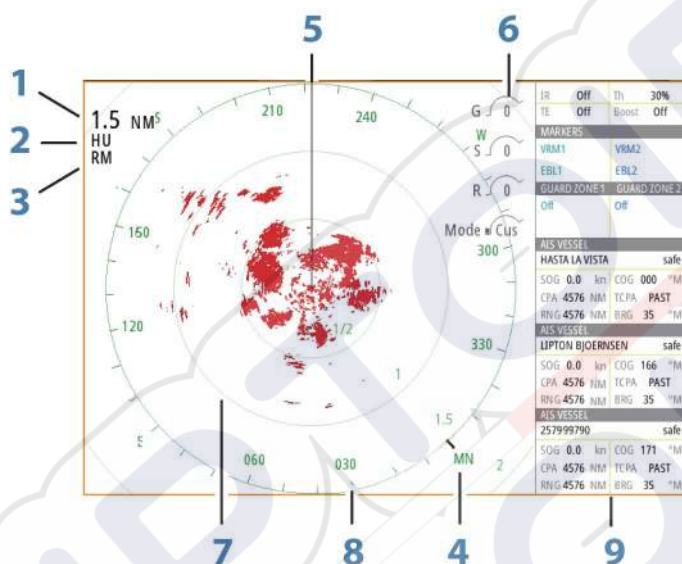 5
6
1
2
3
1.5 NM
HU
RM
S
210
240
G 0
W
S 0
R 0
Mode Cus
300
150
120
330
1/2
1
1.5
E
060
030
MN
2
7
8
4
9
IR Off Th 30%
TE Off Boost Off
MARKERS
VRM1 VRM2
EBL1 EBL2
GUARD ZONE 1 GUARD ZONE 2
Off Off
AIS VESSEL
HASTA LA VISTA safe
SOG 0.0 kn COG 000 °M
CPA 4576 NM TCPA PAST
RNG 4576 NM BRG 35 °M
AIS VESSEL
LIPTON BJOERNSEN safe
SOG 0.0 kn COG 166 °M
CPA 4576 NM TCPA PAST
RNG 4576 NM BRG 35 °M
AIS VESSEL
257999790 safe
SOG 0.0 kn COG 171 °M
CPA 4576 NM TCPA PAST
RNG 4576 NM BRG 35 °M